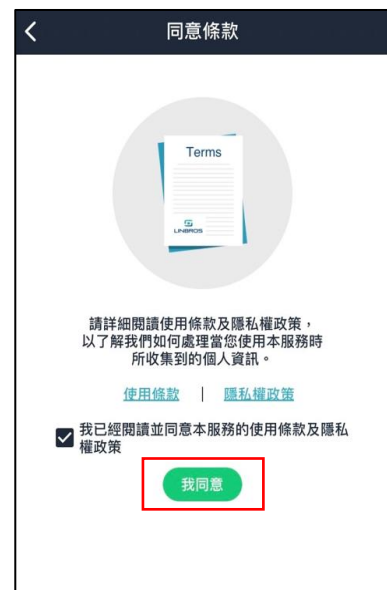 同意條款
Terms
LINBROS
請詳細閱讀使用條款及隱私權政策，
以了解我們如何處理當您使用本服務時
所收集到的個人資訊。
使用條款 | 隱私權政策
我已經閱讀並同意本服務的使用條款及隱私
權政策
我同意